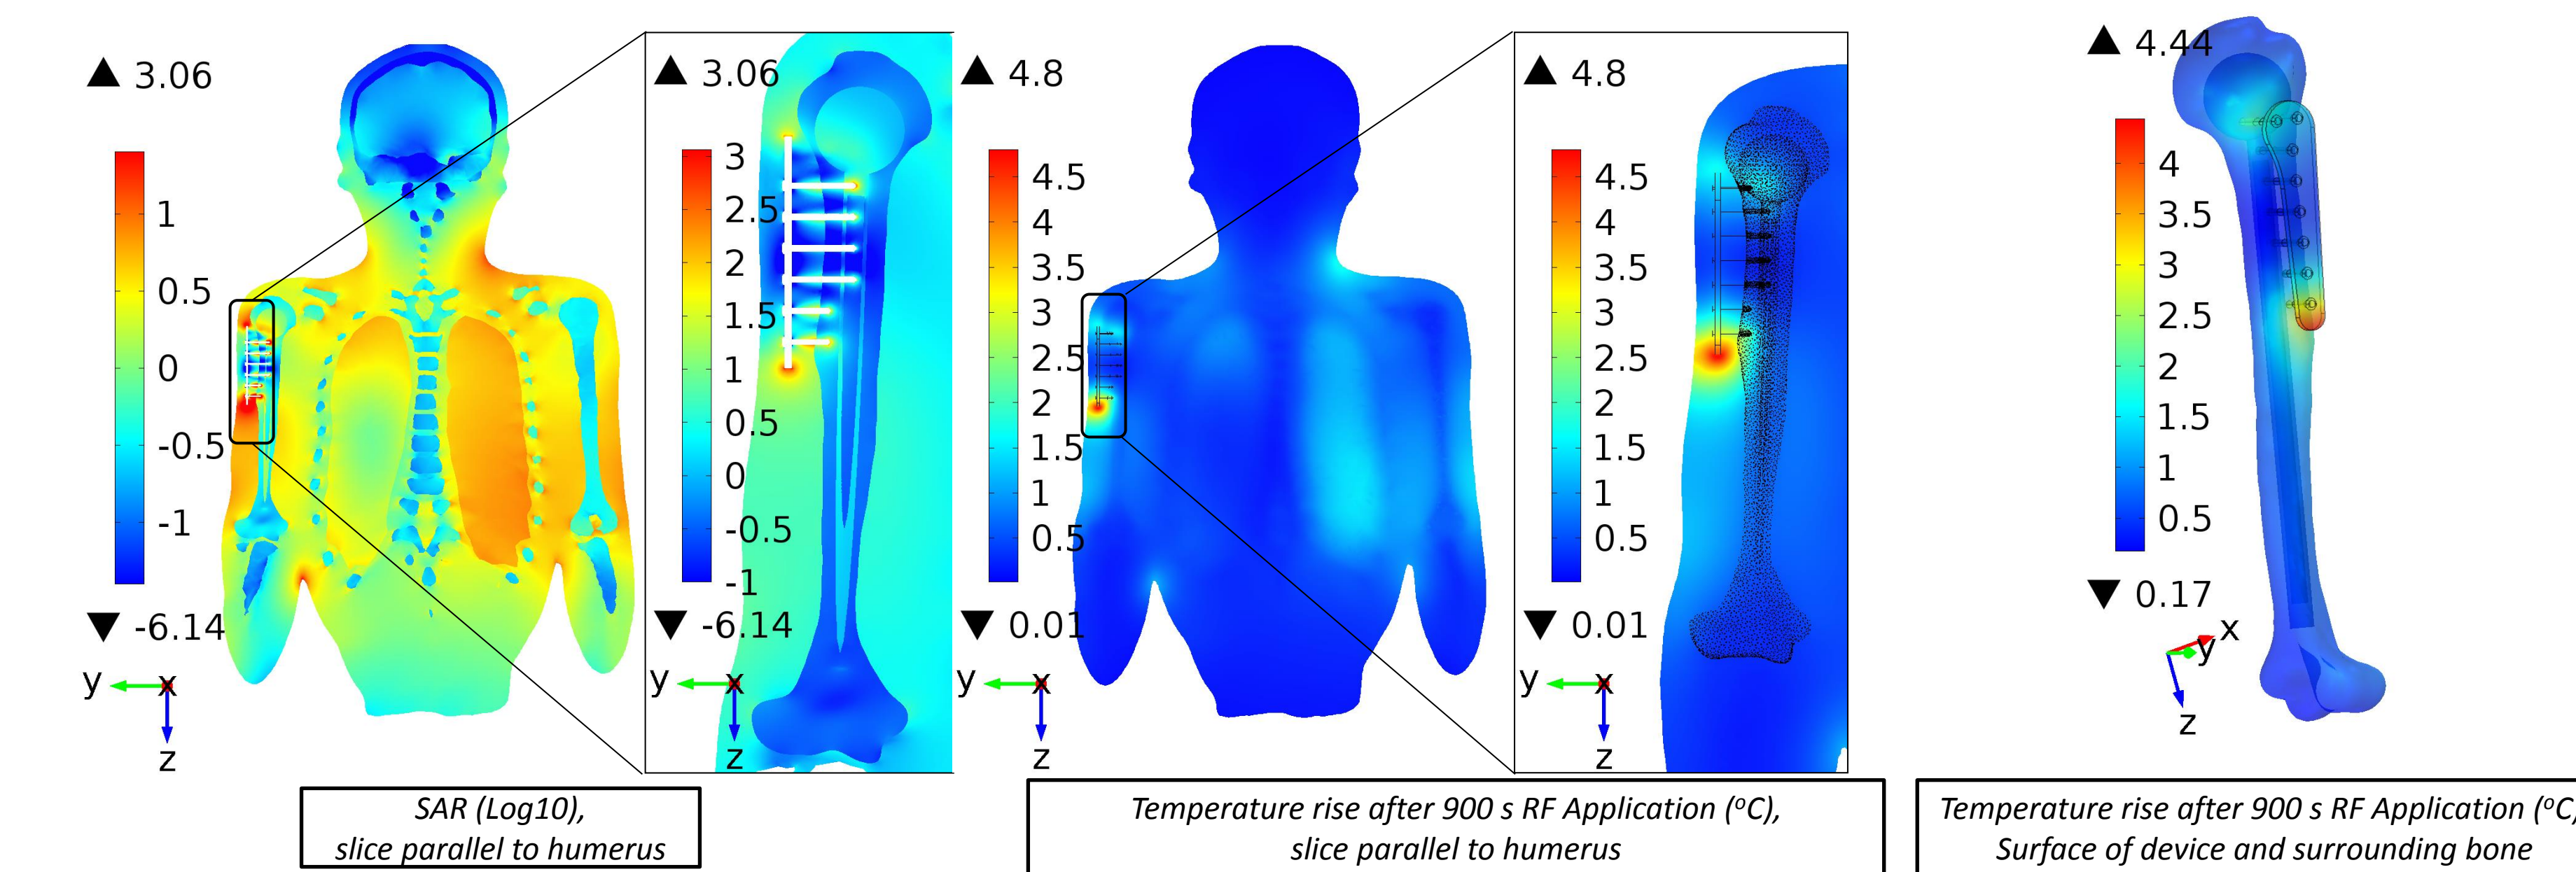 ▲ 3.06
1
0.5
0
-0.5
-1
▼ -6.14
y x
z
▲ 3.06
3
2.5
2
1.5
1
0.5
0
-0.5
-1
▼ -6.14
y x
z
SAR (Log10),
slice parallel to humerus
▲ 4.8
4.5
4
3.5
3
2.5
2
1.5
1
0.5
▼ 0.01
y x
z
▲ 4.8
4.5
4
3.5
3
2.5
2
1.5
1
0.5
▼ 0.01
y x
z
Temperature rise after 900 s RF Application (°C),
slice parallel to humerus
▲ 4.44
4
3.5
3
2.5
2
1.5
1
0.5
▼ 0.17
x
y
z
Temperature rise after 900 s RF Application (°C)
Surface of device and surrounding bone